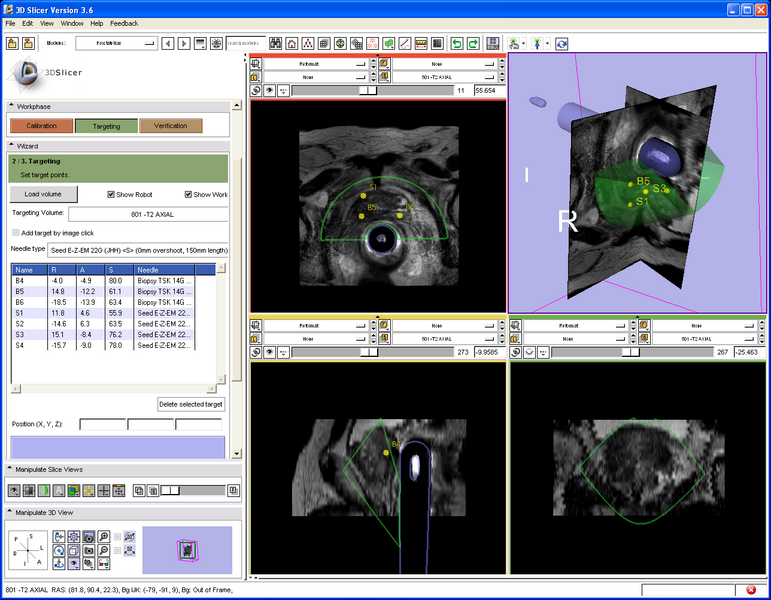 3D Slicer Version 3.6
File Edit View Window Help Feedback
Modules: ProstateNav
3DSlicer
Workphase
Calibration Targeting Verification
Wizard
2 / 3. Targeting
Set target points.
Load volume Show Robot Show Work
Targeting Volume: 801 -T2 AXIAL
Add target by image click
Needle type Seed E-Z-EM 22G (JHH) <S> (0mm overshoot, 150mm length)
Name R A S Needle
B4 -4.0 -4.9 80.0 Biopsy TSK 14G ...
B5 14.8 -12.2 61.1 Biopsy TSK 14G ...
B6 -18.5 -13.9 63.4 Biopsy TSK 14G ...
S1 11.8 4.6 55.9 Seed E-Z-EM 22...
S2 -14.6 6.3 63.5 Seed E-Z-EM 22...
S3 15.1 -8.4 76.2 Seed E-Z-EM 22...
S4 -15.7 -9.0 78.0 Seed E-Z-EM 22...
Delete selected target
Position (X, Y, Z):
Manipulate Slice Views
Manipulate 3D View
P S L R I A
None
None 801 -T2 AXIAL
11 55.654
S1
B5
I
R
B5
S3
S1
None
None 801 -T2 AXIAL
273 -9.9585
None
None 801 -T2 AXIAL
267 -25.463
801 -T2 AXIAL RAS: (81.8, 90.4, 22.3), Bg IJK: (-79, -91, 9), Bg: Out of Frame,